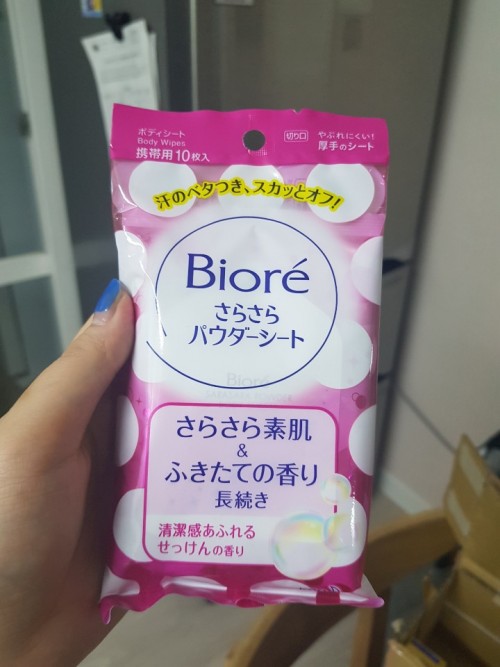 ボディシート
Body Wipes
携帯用10枚入
切り口
やぶれにくい!
厚手のシート
汗のベタつき、スカッとオフ!
Bioré
さらさら
パウダーシート
Bioré
さらさら素肌
&
ふきたての香り
長続き
清潔感あふれる
せっけんの香り